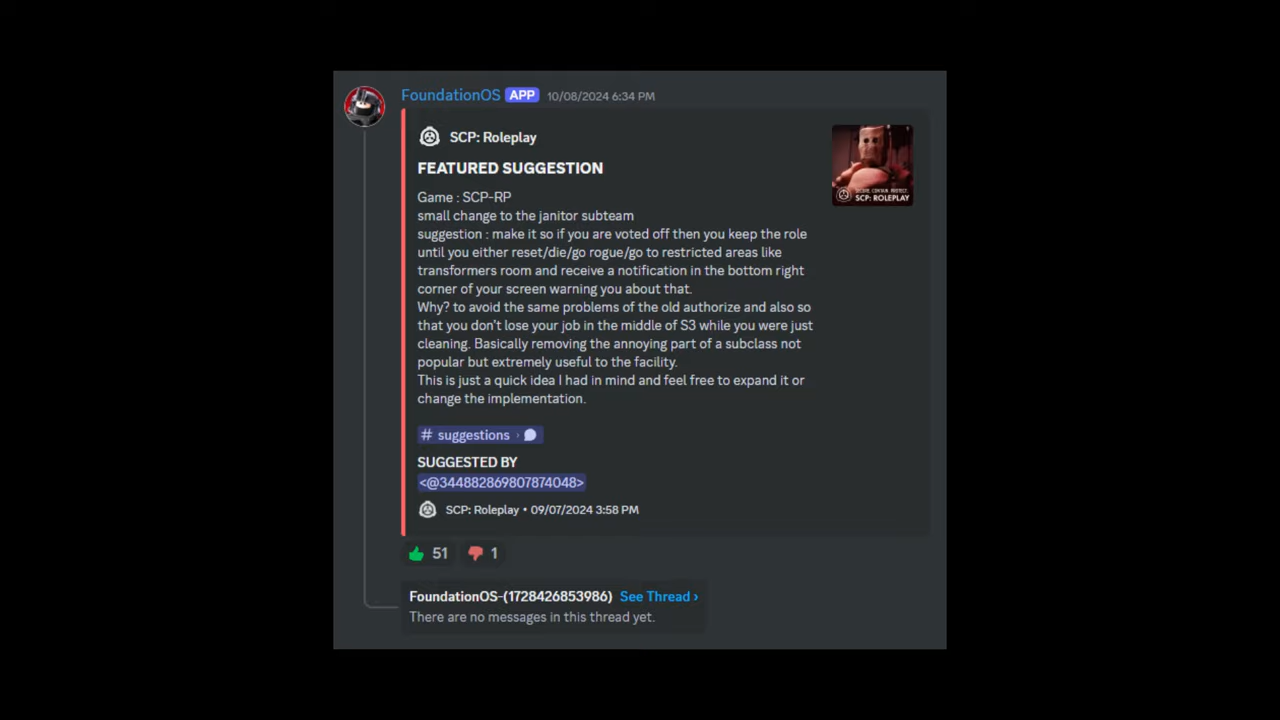 FoundationOS APP 10/08/2024 6:34 PM
SCP: Roleplay
FEATURED SUGGESTION
Game : SCP-RP
small change to the janitor subteam
suggestion : make it so if you are voted off then you keep the role
until you either reset/die/go rogue/go to restricted areas like
transformers room and receive a notification in the bottom right
corner of your screen warning you about that.
Why? to avoid the same problems of the old authorize and also so
that you don't lose your job in the middle of S3 while you were just
cleaning. Basically removing the annoying part of a subclass not
popular but extremely useful to the facility.
This is just a quick idea I had in mind and feel free to expand it or
change the implementation.
SECURE. CONTAIN. PROTECT.
SCP: ROLEPLAY
# suggestions ›
SUGGESTED BY
<@344882869807874048>
SCP: Roleplay • 09/07/2024 3:58 PM
51 1
FoundationOS-(1728426853986) See Thread ›
There are no messages in this thread yet.